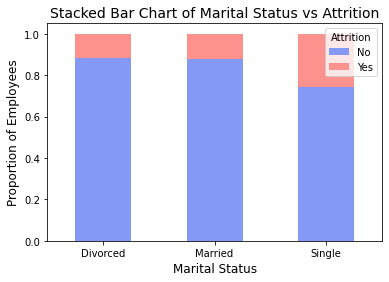 Stacked Bar Chart of Marital Status vs Attrition
Proportion of Employees
1.0
0.8
0.6
0.4
0.2
0.0
Attrition
No
Yes
Divorced Married Single
Marital Status